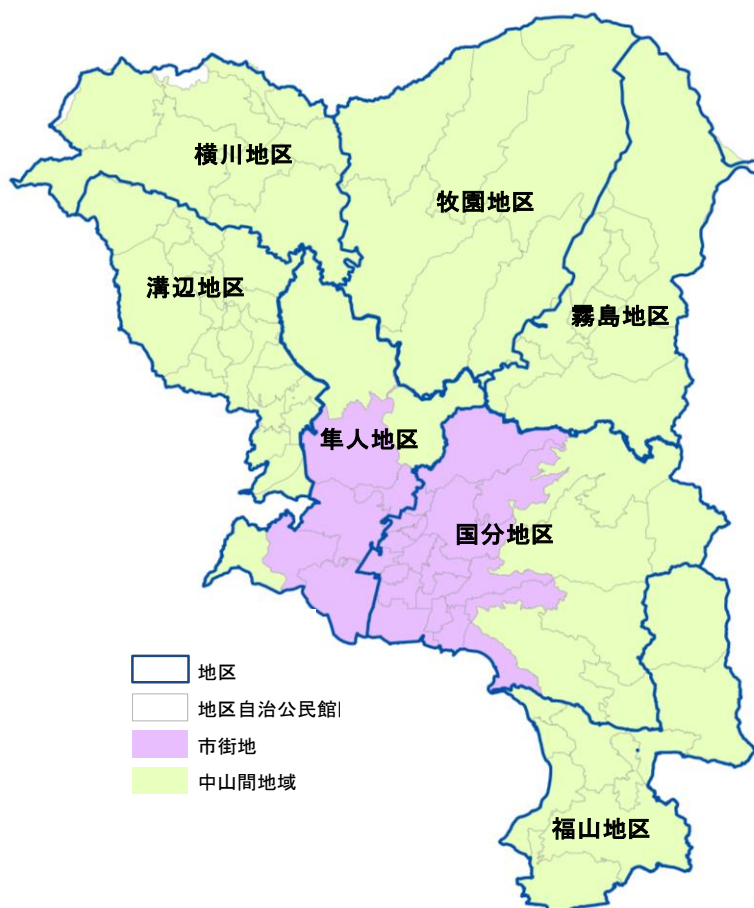 横川地区
牧園地区
溝辺地区
霧島地区
隼人地区
国分地区
福山地区
地区
地区自治公民館
市街地
中山間地域